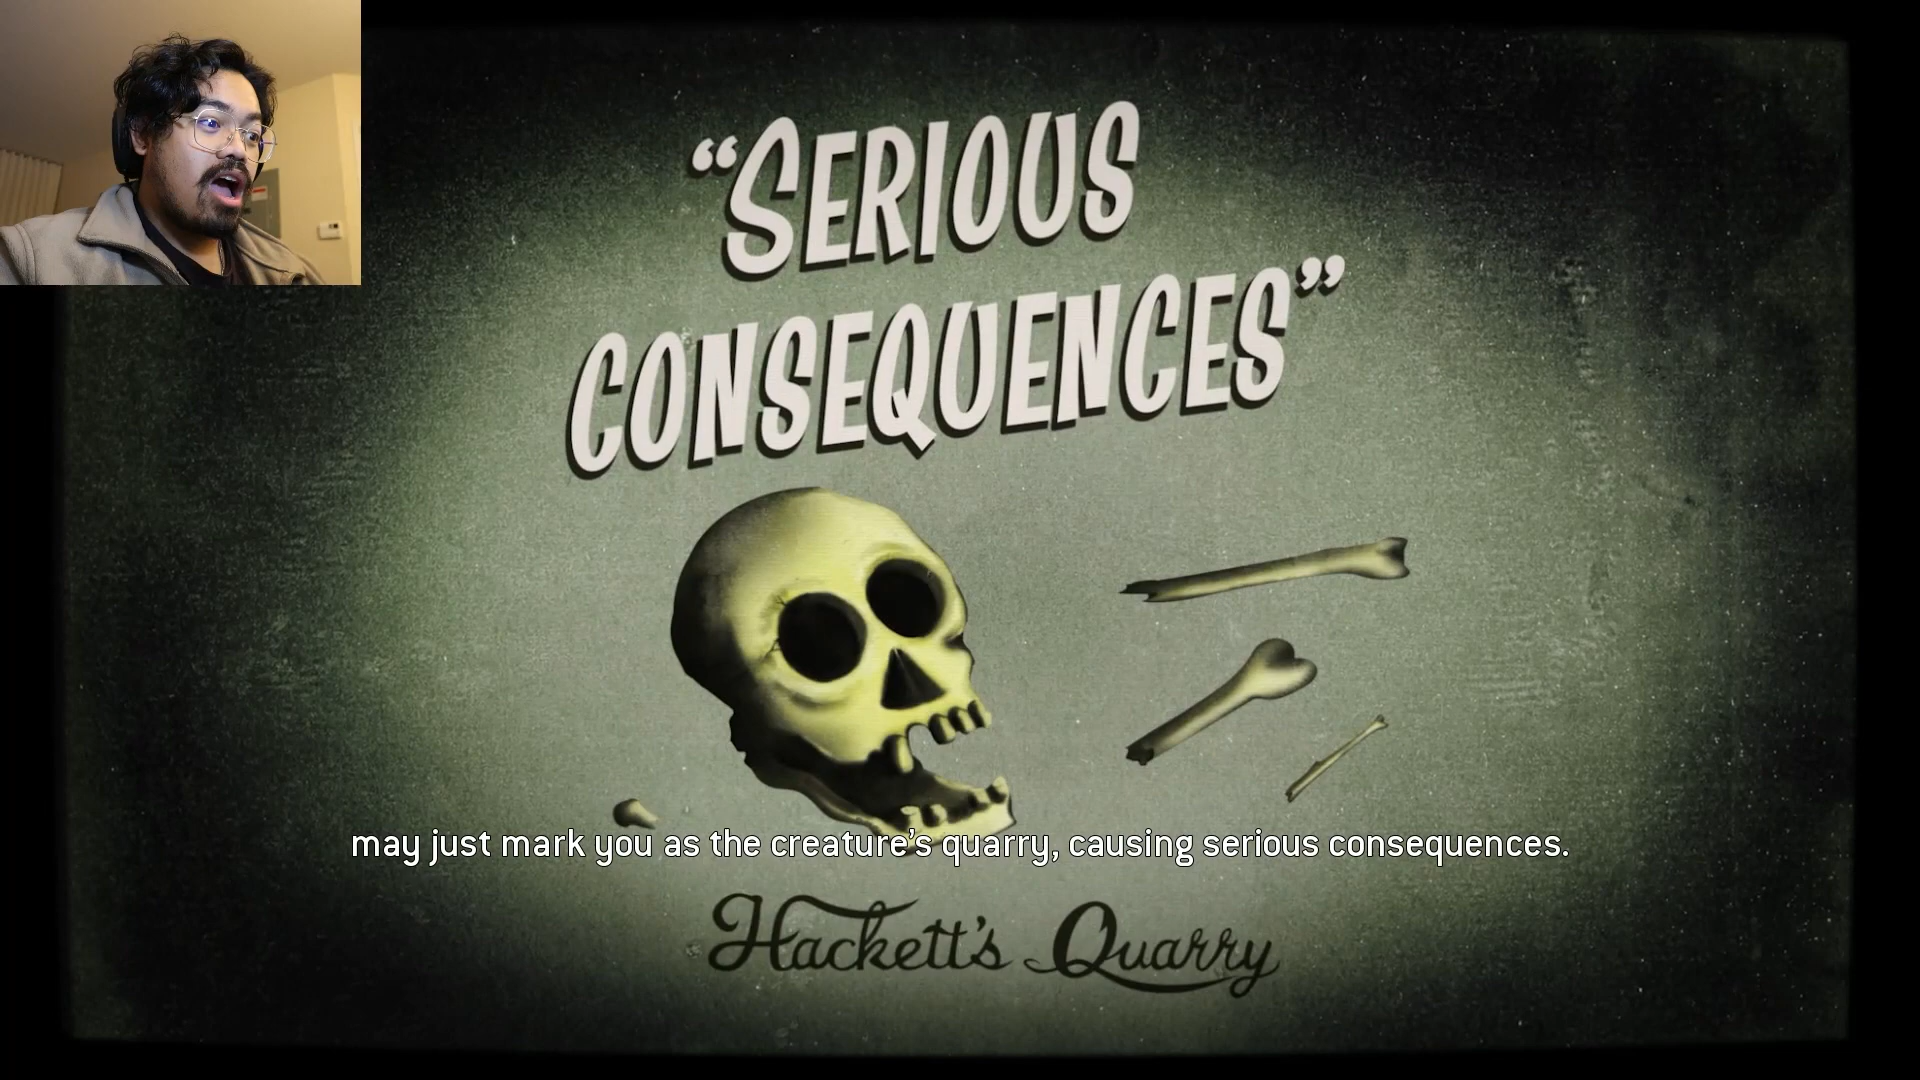 “SERIOUS
CONSEQUENCES”
may just mark you as the creature’s quarry, causing serious consequences.
Hackett’s Quarry